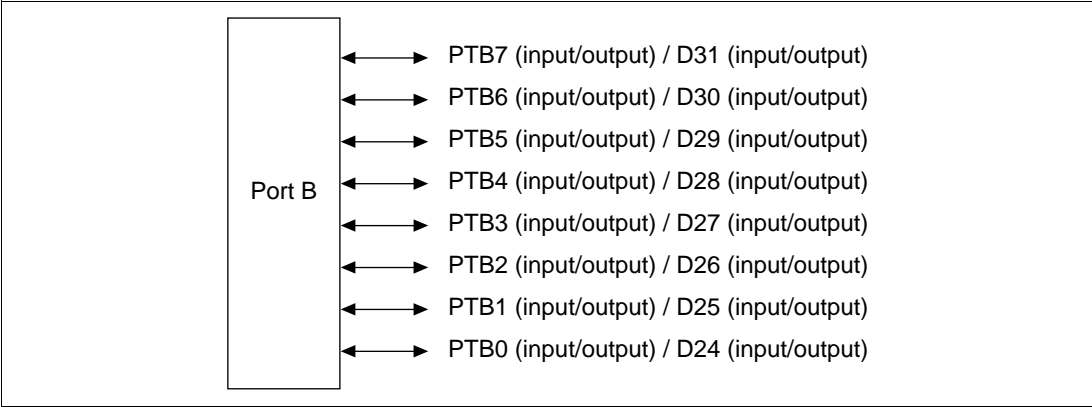 PTB7 (input/output) / D31 (input/output)
PTB6 (input/output) / D30 (input/output)
PTB5 (input/output) / D29 (input/output)
PTB4 (input/output) / D28 (input/output)
Port B
PTB3 (input/output) / D27 (input/output)
PTB2 (input/output) / D26 (input/output)
PTB1 (input/output) / D25 (input/output)
PTB0 (input/output) / D24 (input/output)